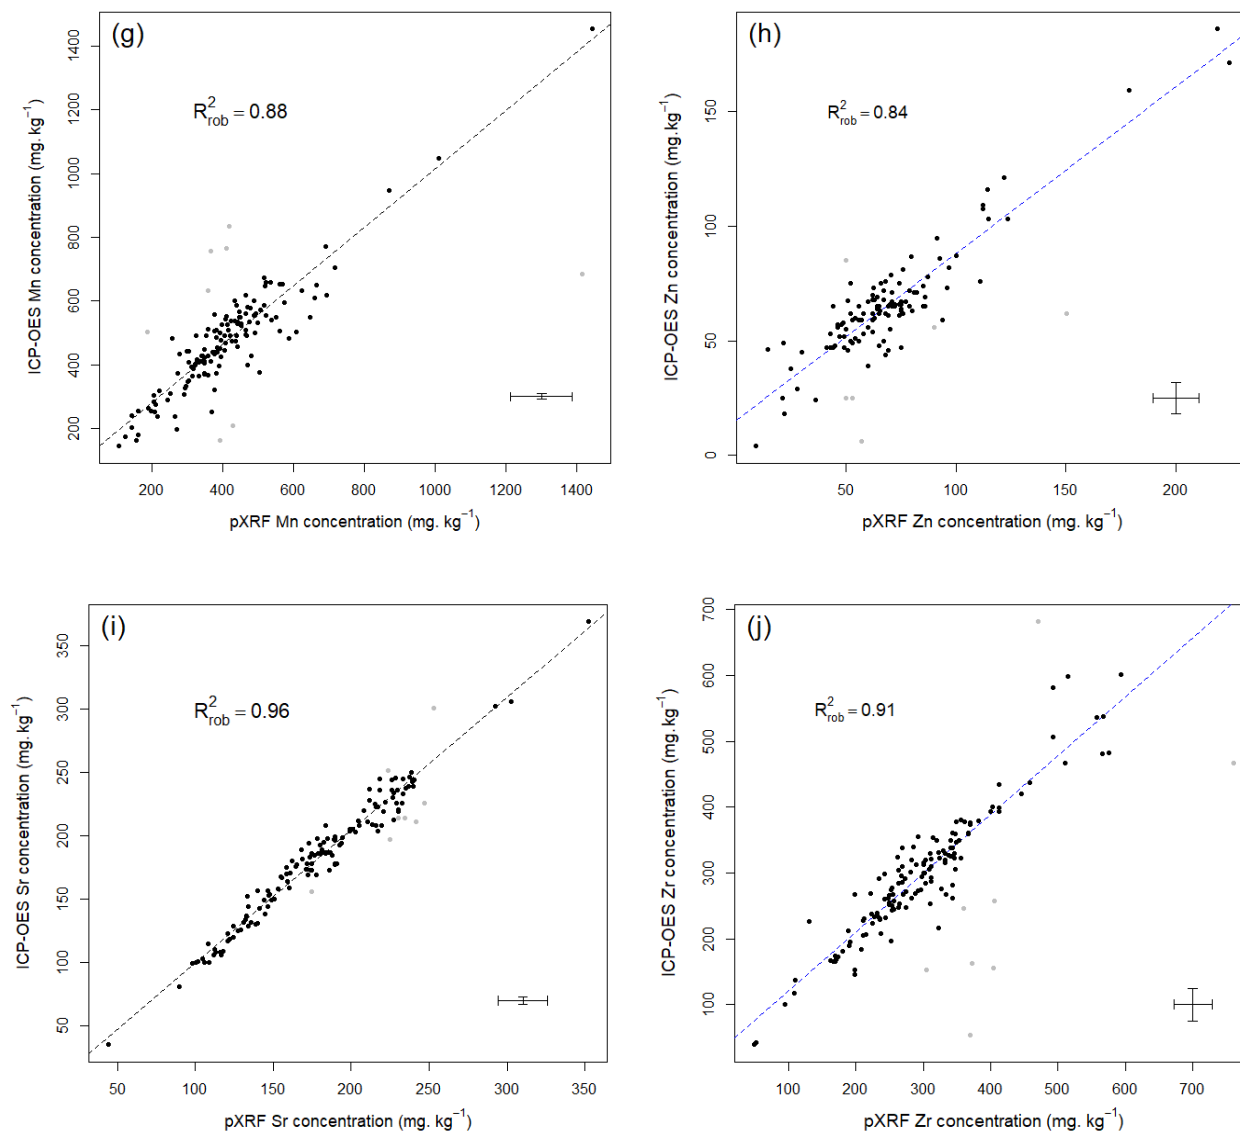 (g)
R²rob = 0.88
ICP-OES Mn concentration (mg. kg⁻¹)
200 400 600 800 1000 1200 1400
200 400 600 800 1000 1200 1400
pXRF Mn concentration (mg. kg⁻¹)
(h)
R²rob = 0.84
ICP-OES Zn concentration (mg.kg⁻¹)
0 50 100 150
50 100 150 200
pXRF Zn concentration (mg. kg⁻¹)
(i)
R²rob = 0.96
ICP-OES Sr concentration (mg. kg⁻¹)
50 100 150 200 250 300 350
50 100 150 200 250 300 350
pXRF Sr concentration (mg. kg⁻¹)
(j)
R²rob = 0.91
ICP-OES Zr concentration (mg. kg⁻¹)
100 200 300 400 500 600 700
100 200 300 400 500 600 700
pXRF Zr concentration (mg. kg⁻¹)